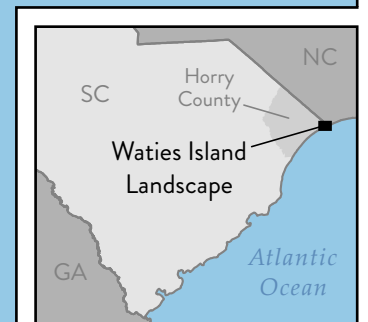 NC
Horry
County
SC
Waties Island
Landscape
Atlantic
Ocean
GA